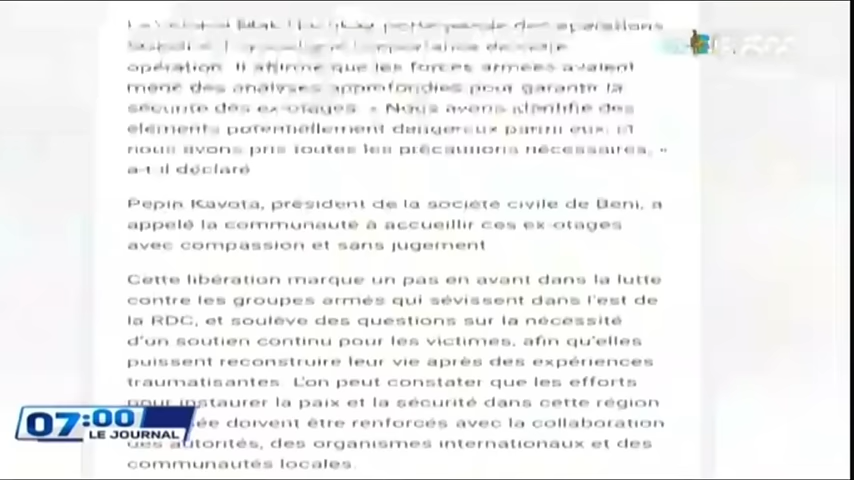 opération. Il affirme que les forces armées avaient
mené des analyses approfondies pour garantir la
sécurité des ex-otages. « Nous avons identifié des
éléments potentiellement dangereux parmi eux, et
nous avons pris toutes les précautions nécessaires, »
a-t-il déclaré
Pepin Kavota, président de la société civile de Beni, a
appelé la communauté à accueillir ces ex-otages
avec compassion et sans jugement
Cette libération marque un pas en avant dans la lutte
contre les groupes armés qui sévissent dans l'est de
la RDC, et soulève des questions sur la nécessité
d'un soutien continu pour les victimes, afin qu'elles
puissent reconstruire leur vie après des expériences
traumatisantes. L'on peut constater que les efforts
pour instaurer la paix et la sécurité dans cette région
doivent être renforcés avec la collaboration
des autorités, des organismes internationaux et des
communautés locales.
07:00
LE JOURNAL